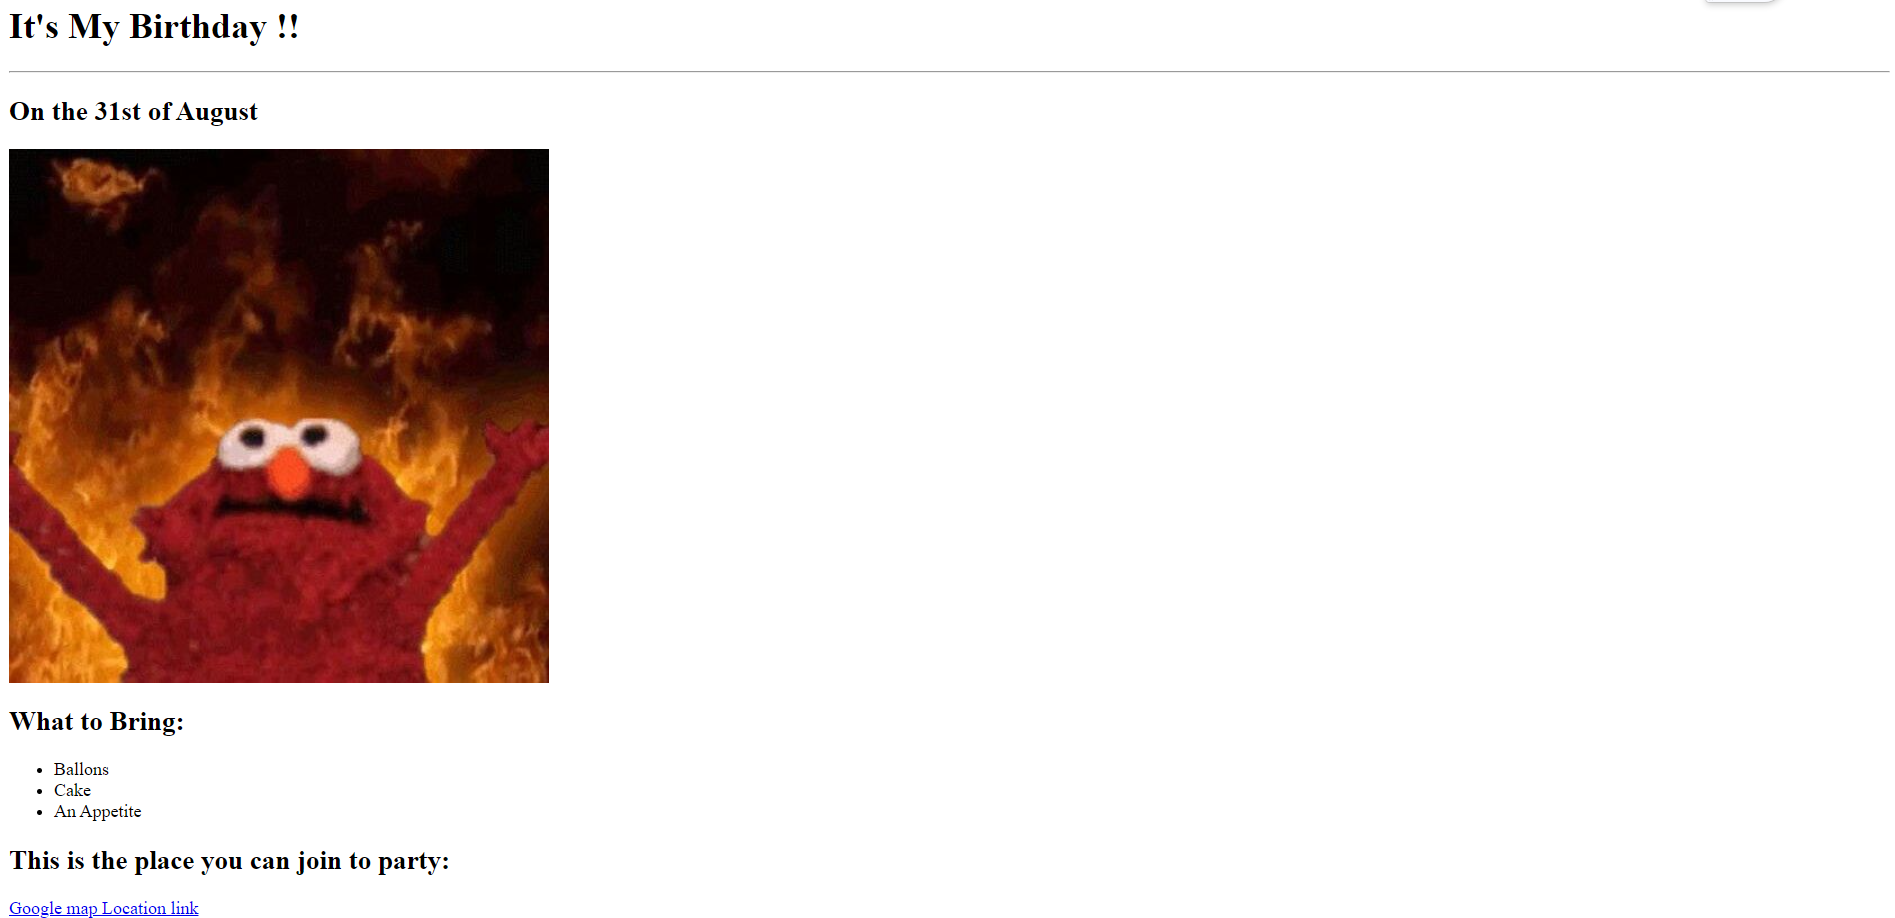 It's My Birthday !!
On the 31st of August
What to Bring:
Ballons
Cake
An Appetite
This is the place you can join to party:
Google map Location link